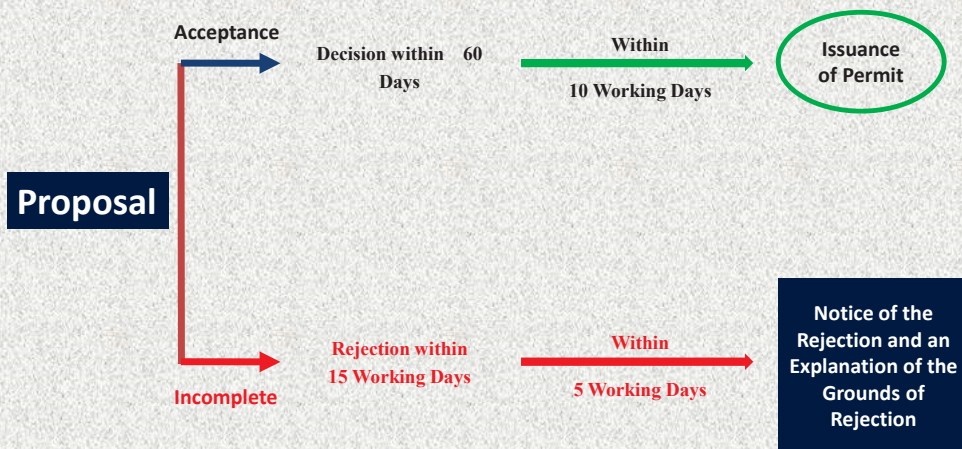 Acceptance
Decision within 60
Days
Within
10 Working Days
Issuance
of Permit
Proposal
Incomplete
Rejection within
15 Working Days
Within
5 Working Days
Notice of the
Rejection and an
Explanation of the
Grounds of
Rejection